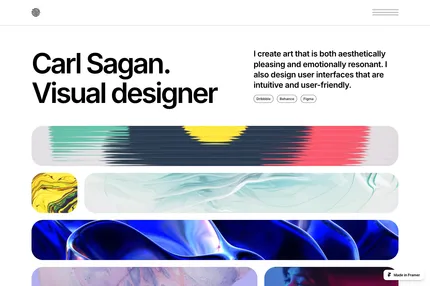 Carl Sagan.
Visual designer
I create art that is both aesthetically
pleasing and emotionally resonant. I
also design user interfaces that are
intuitive and user-friendly.
Dribbble
Behance
Figma
Made in Framer